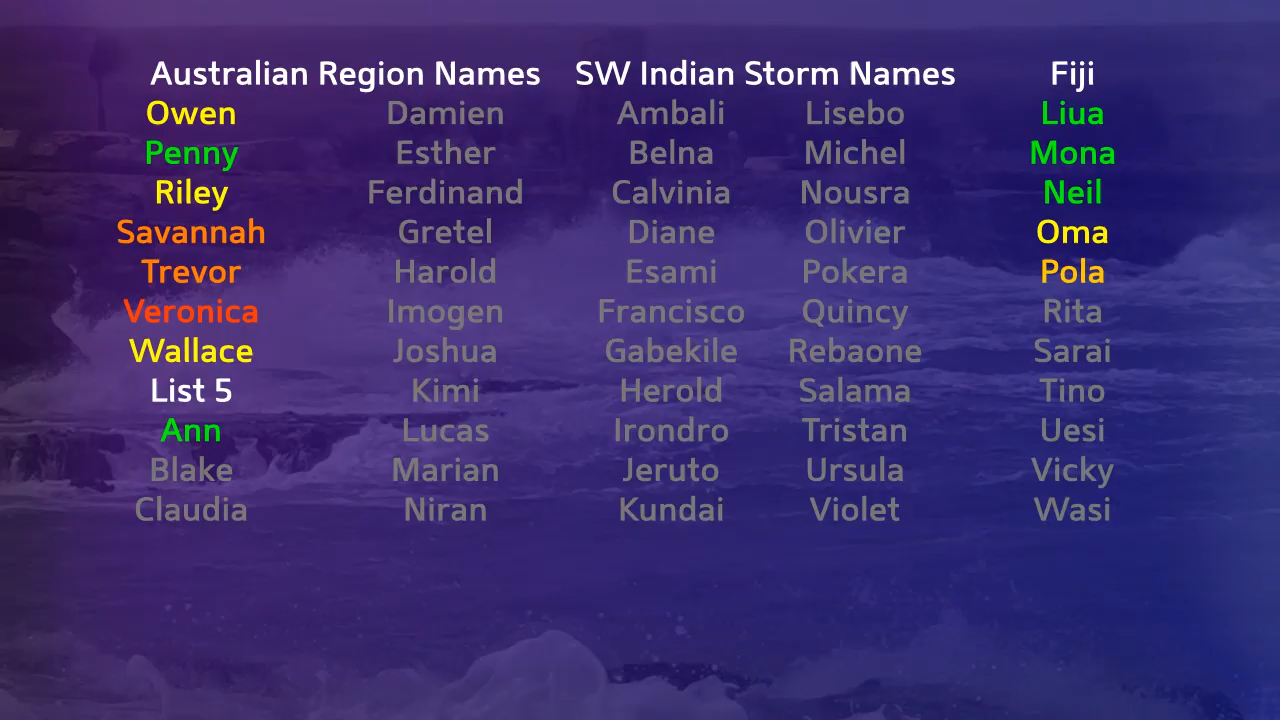 Australian Region Names SW Indian Storm Names Fiji
Owen Damien Ambali Lisebo Liua
Penny Esther Belna Michel Mona
Riley Ferdinand Calvinia Nousra Neil
Savannah Gretel Diane Olivier Oma
Trevor Harold Esami Pokera Pola
Veronica Imogen Francisco Quincy Rita
Wallace Joshua Gabekile Rebaone Sarai
List 5 Kimi Herold Salama Tino
Ann Lucas Irondro Tristan Uesi
Blake Marian Jeruto Ursula Vicky
Claudia Niran Kundai Violet Wasi